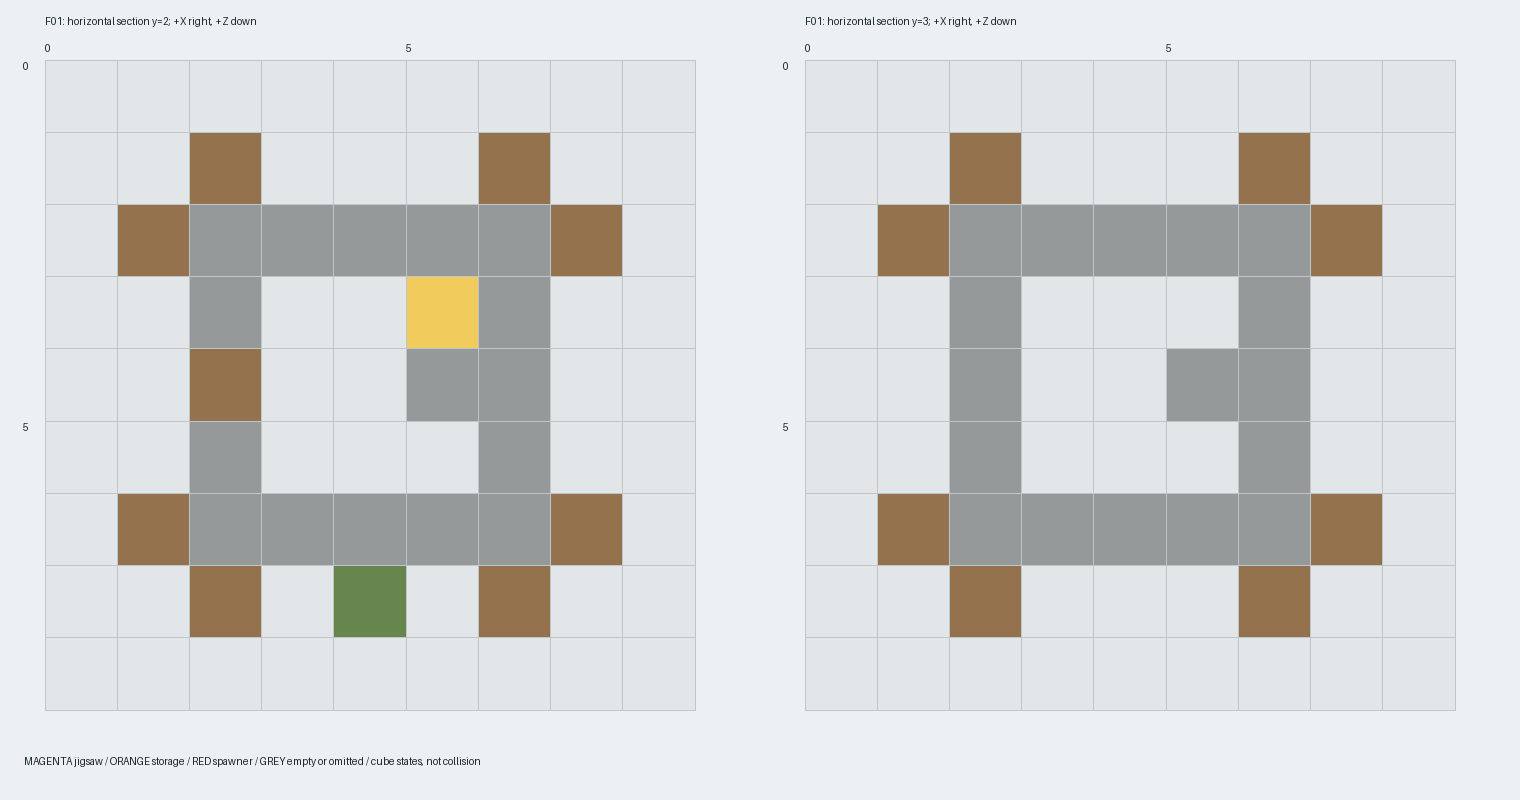 F01: horizontal section y=2; +X right, +Z down
F01: horizontal section y=3; +X right, +Z down
0 5
0 5
0
0
5
5
MAGENTA jigsaw / ORANGE storage / RED spawner / GREY empty or omitted / cube states, not collision